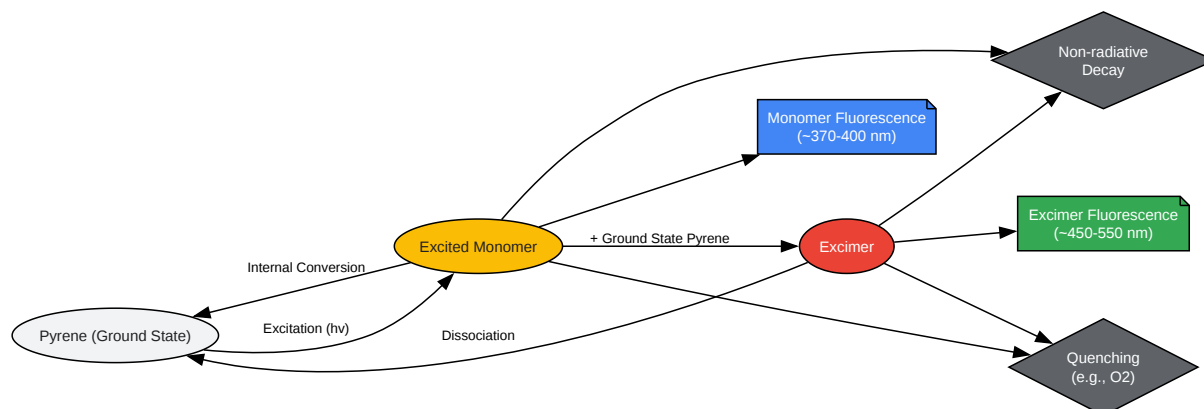 Non-radiative
Decay
Monomer Fluorescence
(~370-400 nm)
Excimer Fluorescence
(~450-550 nm)
Excited Monomer
+ Ground State Pyrene
Excimer
Internal Conversion
Pyrene (Ground State)
Excitation (hv)
Dissociation
Quenching
(e.g., O2)